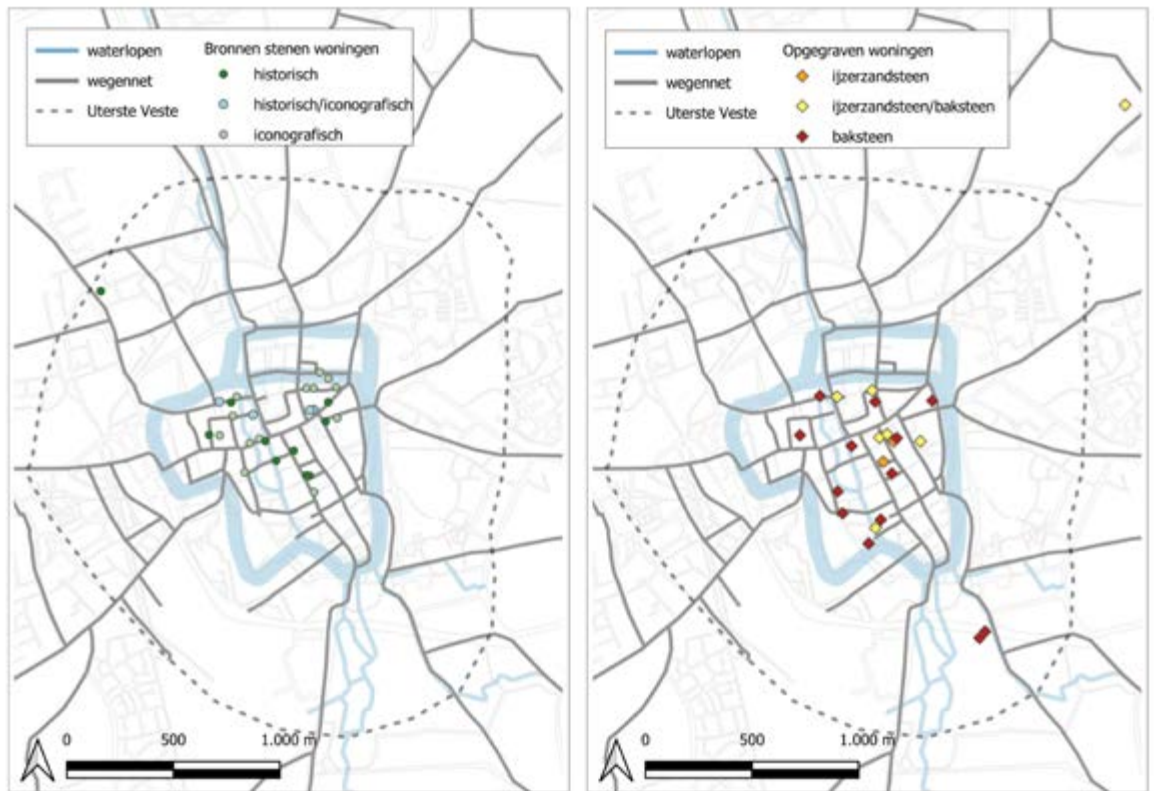 waterlopen
wegennet
Uterste Veste
Bronnen stenen woningen
historisch
historisch/iconografisch
iconografisch
0 500 1.000 m
waterlopen
wegennet
Uterste Veste
Opgegraven woningen
ijzerzandsteen
ijzerzandsteen/baksteen
baksteen
0 500 1.000 m